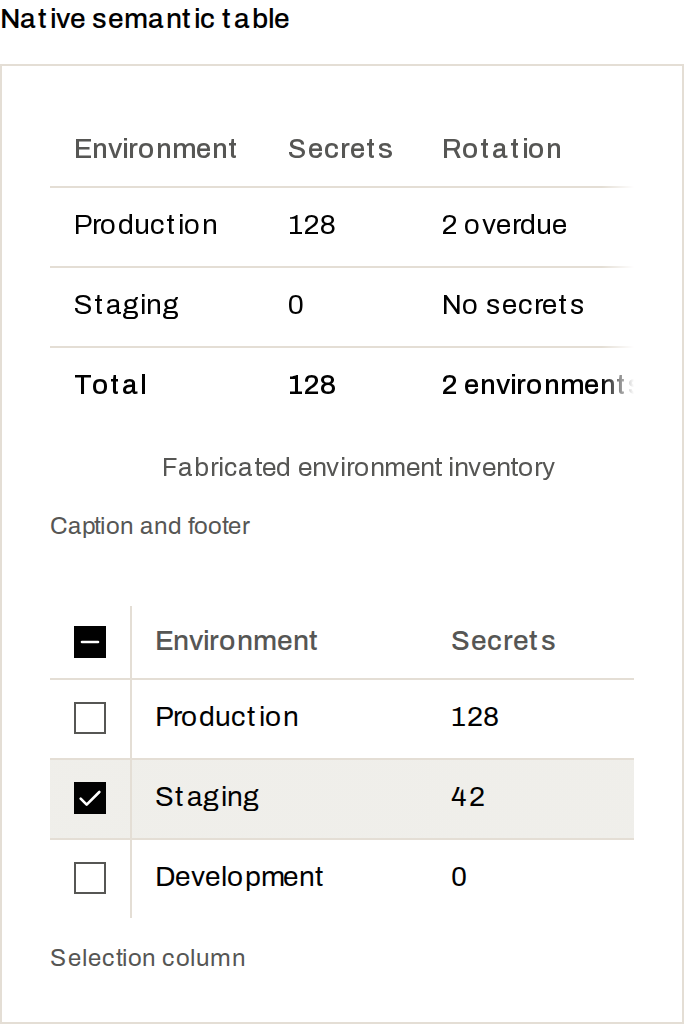 Native semantic table
Environment Secrets Rotation
Production 128 2 overdue
Staging 0 No secrets
Total 128 2 environments
Fabricated environment inventory
Caption and footer
Environment Secrets
Production 128
Staging 42
Development 0
Selection column